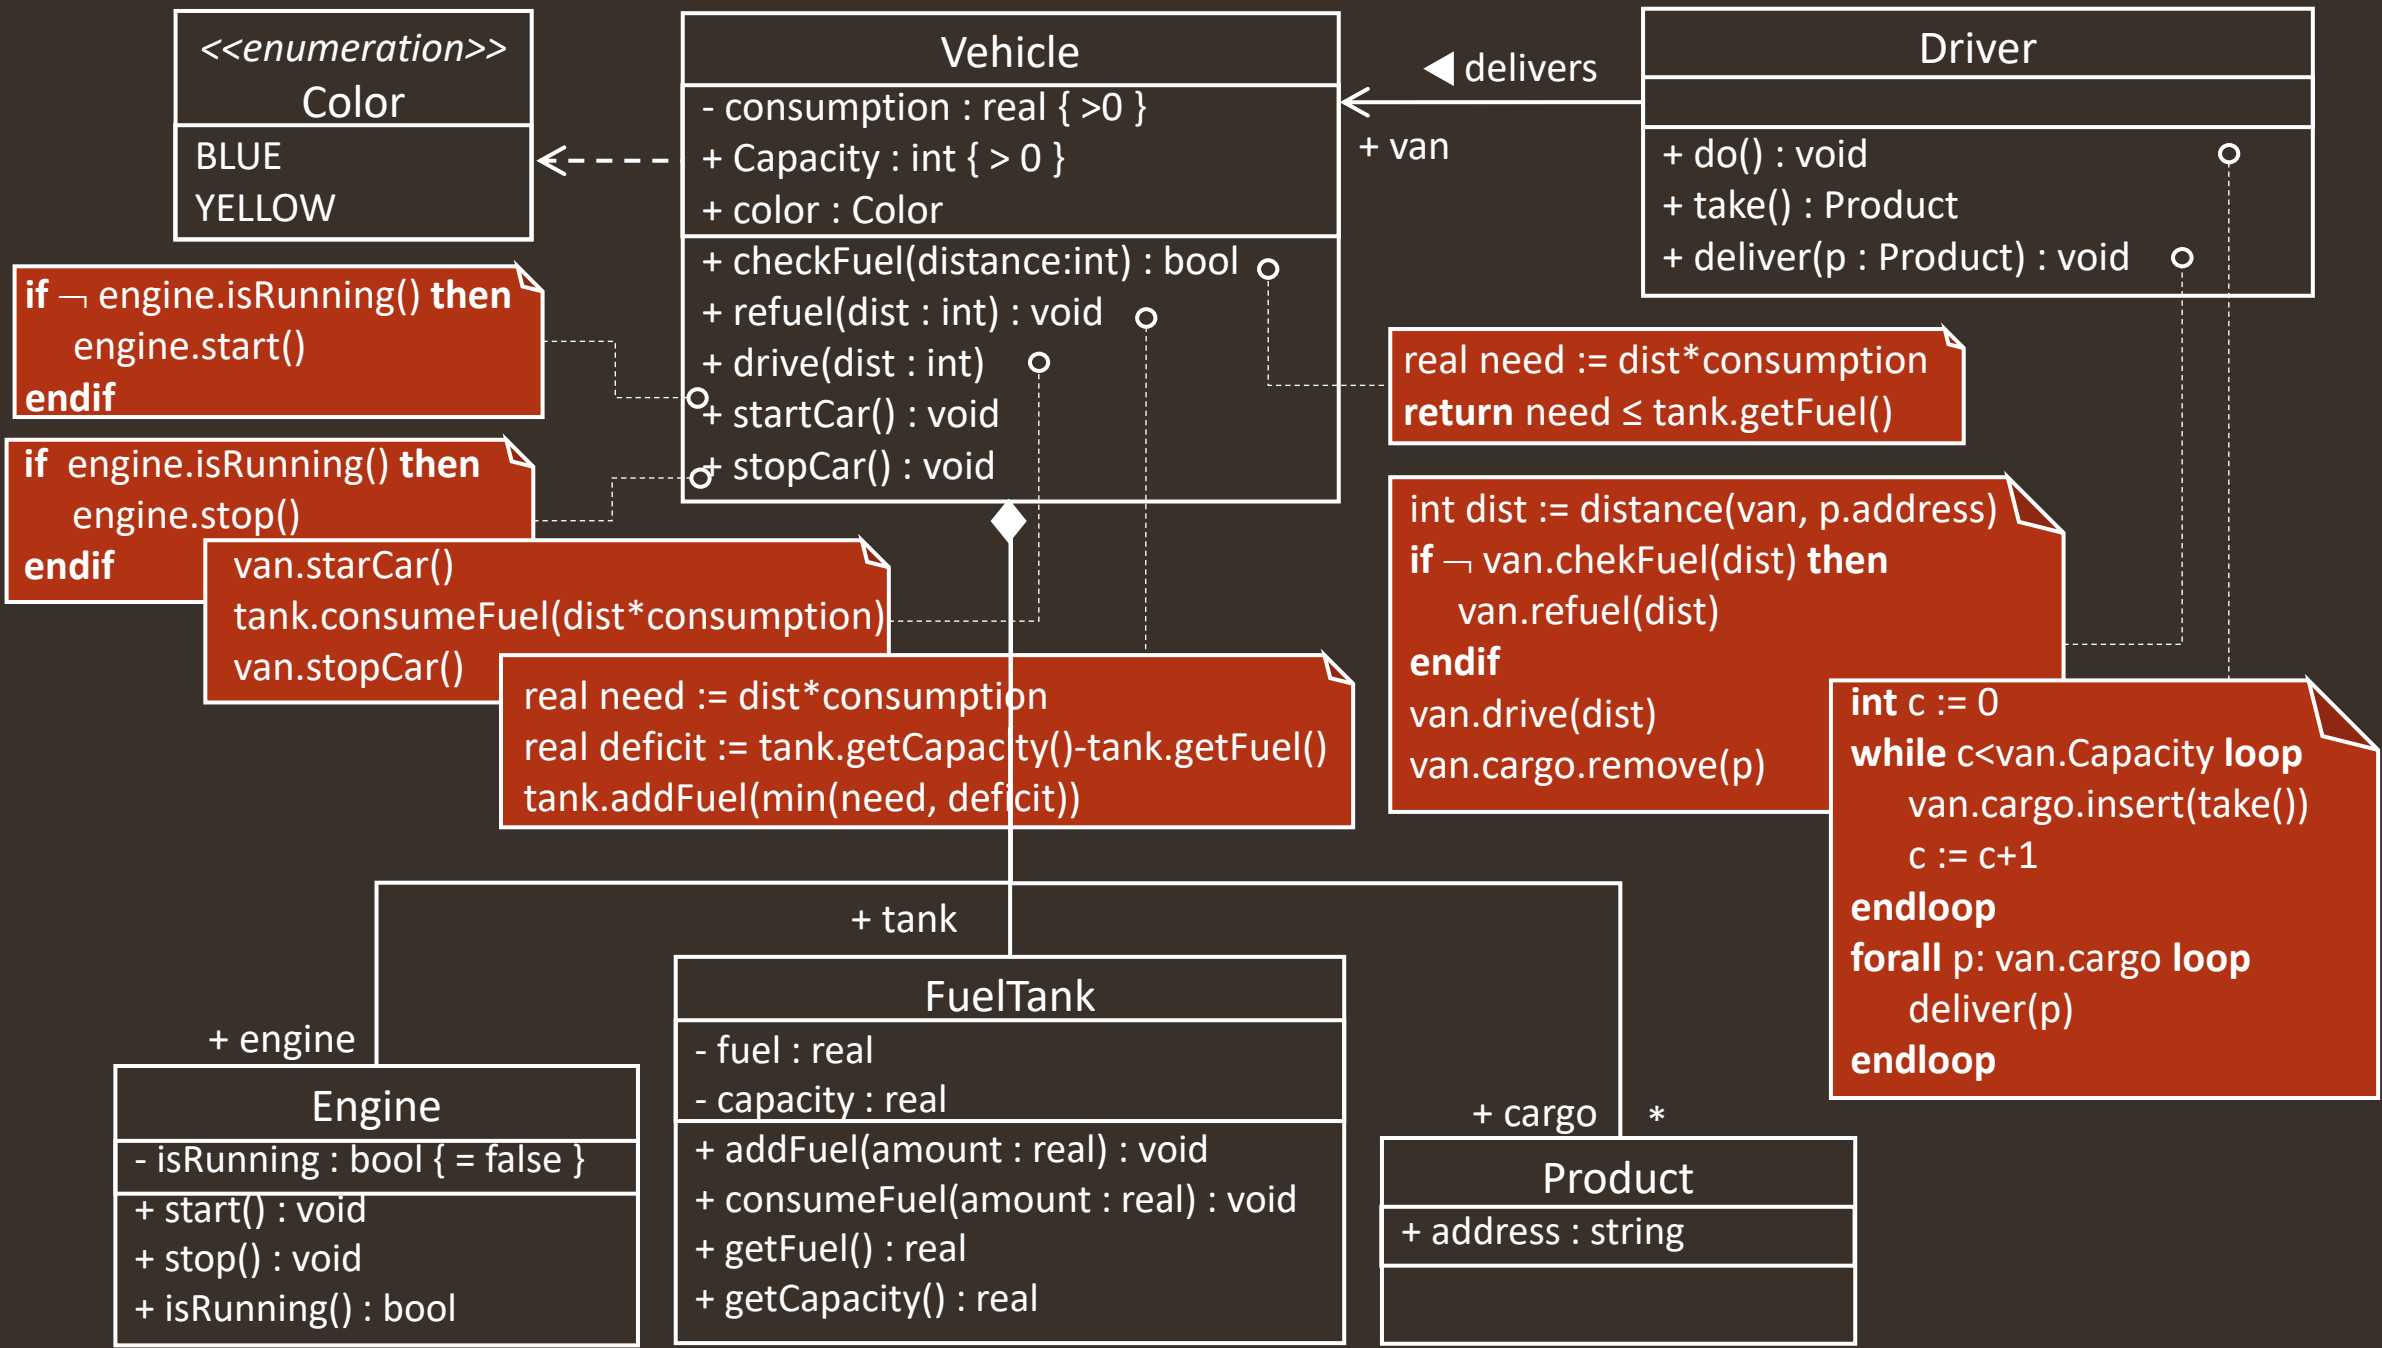 <<enumeration>>
Color
BLUE
YELLOW
Vehicle
- consumption : real { >0 }
+ Capacity : int { > 0 }
+ color : Color
+ checkFuel(distance:int) : bool
+ refuel(dist : int) : void
+ drive(dist : int)
+ startCar() : void
+ stopCar() : void
◀ delivers
+ van
Driver
+ do() : void
+ take() : Product
+ deliver(p : Product) : void
if ¬ engine.isRunning() then
engine.start()
endif
if engine.isRunning() then
engine.stop()
endif
van.starCar()
tank.consumeFuel(dist*consumption)
van.stopCar()
real need := dist*consumption
real deficit := tank.getCapacity()-tank.getFuel()
tank.addFuel(min(need, deficit))
real need := dist*consumption
return need ≤ tank.getFuel()
int dist := distance(van, p.address)
if ¬ van.chekFuel(dist) then
van.refuel(dist)
endif
van.drive(dist)
van.cargo.remove(p)
int c := 0
while c<van.Capacity loop
van.cargo.insert(take())
c := c+1
endloop
forall p: van.cargo loop
deliver(p)
endloop
+ engine
Engine
- isRunning : bool { = false }
+ start() : void
+ stop() : void
+ isRunning() : bool
+ tank
FuelTank
- fuel : real
- capacity : real
+ addFuel(amount : real) : void
+ consumeFuel(amount : real) : void
+ getFuel() : real
+ getCapacity() : real
+ cargo *
Product
+ address : string